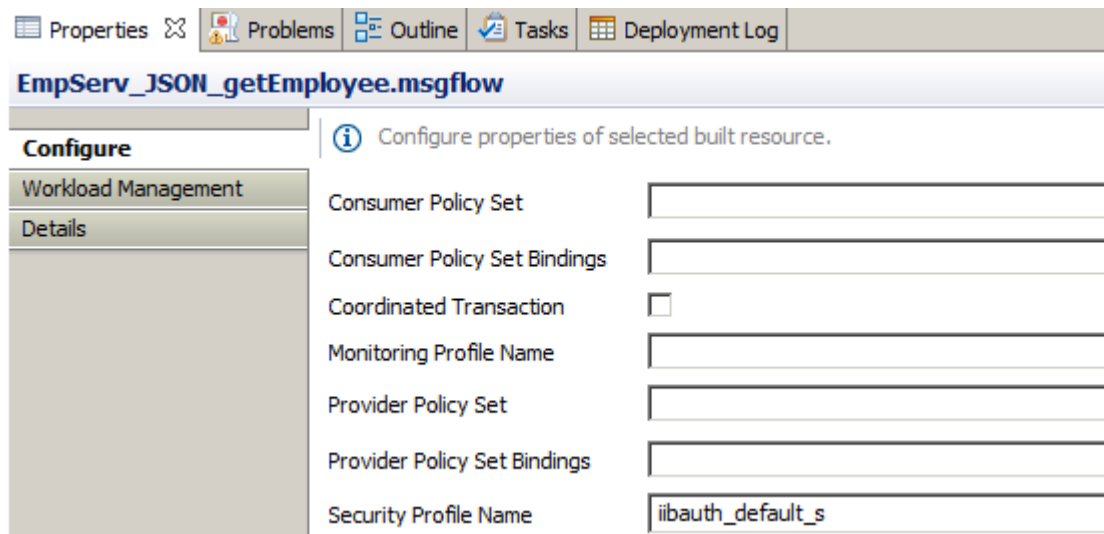 Properties Problems Outline Tasks Deployment Log
EmpServ_JSON_getEmployee.msgflow
Configure
Workload Management
Details
Configure properties of selected built resource.
Consumer Policy Set
Consumer Policy Set Bindings
Coordinated Transaction
Monitoring Profile Name
Provider Policy Set
Provider Policy Set Bindings
Security Profile Name iibauth_default_s